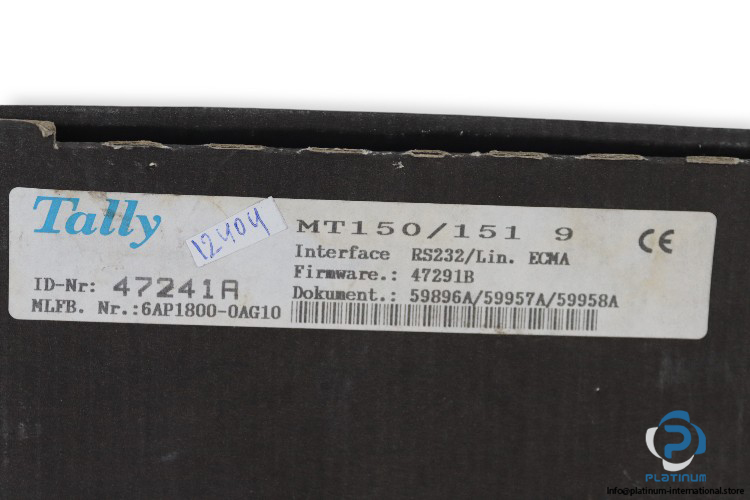 Tally
12404
MT150/151 9
Interface RS232/Lin. ECMA
Firmware.: 47291B
Dokument.: 59896A/59957A/59958A
ID-Nr: 47241A
MLFB. Nr.:6AP1800-0AG10
CE
PLATINUM
info@platinum-international.store